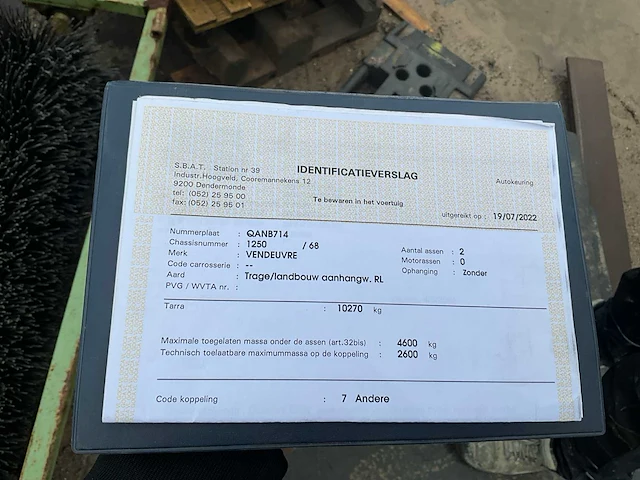 S.B.A.T. Station nr 39
Industr.Hoogveld, Cooremannekens 12
9200 Dendermonde
tel: (052) 25 95 00
fax: (052) 25 95 01
IDENTIFICATIEVERSLAG
Te bewaren in het voertuig
Autokeuring
uitgereikt op : 19/07/2022
Nummerplaat : QANB714
Chassisnummer : 1250 / 68
Merk : VENDEUVRE
Code carrosserie : --
Aard : Trage/landbouw aanhangw. RL
PVG / WVTA nr. :
Aantal assen : 2
Motorassen : 0
Ophanging : Zonder
Tarra : 10270 kg
Maximale toegelaten massa onder de assen (art.32bis) : 4600 kg
Technisch toelaatbare maximummassa op de koppeling : 2600 kg
Code koppeling : 7 Andere